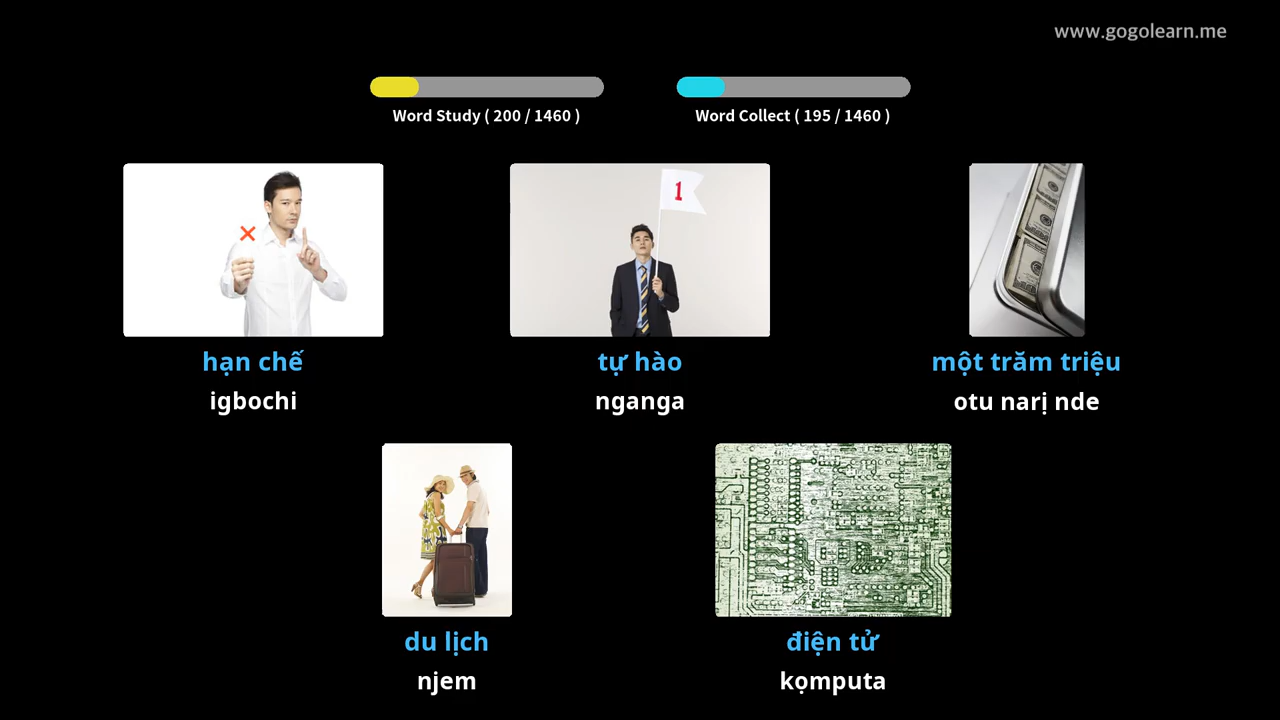 www.gogolearn.me
Word Study ( 200 / 1460 )
Word Collect ( 195 / 1460 )
1
hạn chế
igbochi
tự hào
nganga
một trăm triệu
otu narị nde
du lịch
njem
điện tử
kọmputa